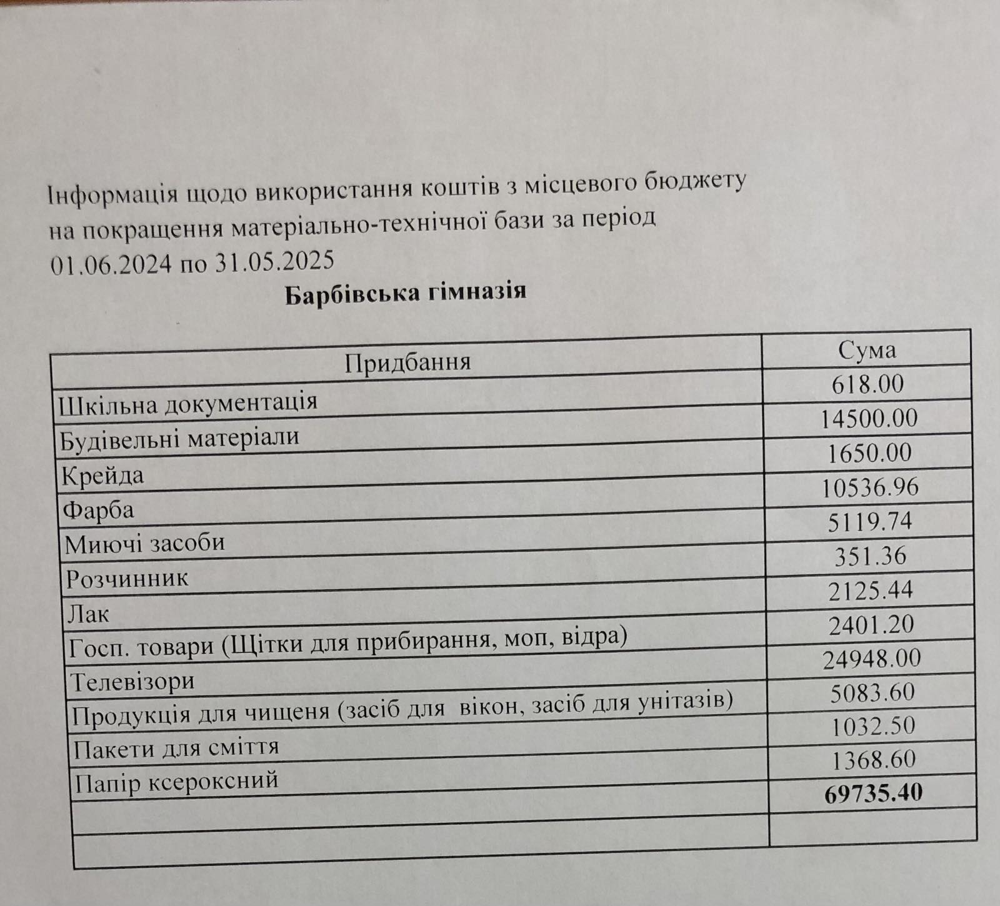 Інформація щодо використання коштів з місцевого бюджету
на покращення матеріально-технічної бази за період
01.06.2024 по 31.05.2025
Барбівська гімназія
Придбання Сума
Шкільна документація 618.00
Будівельні матеріали 14500.00
Крейда 1650.00
Фарба 10536.96
Миючі засоби 5119.74
Розчинник 351.36
Лак 2125.44
Госп. товари (Щітки для прибирання, моп, відра) 2401.20
Телевізори 24948.00
Продукція для чищеня (засіб для вікон, засіб для унітазів) 5083.60
Пакети для сміття 1032.50
Папір ксероксний 1368.60
69735.40